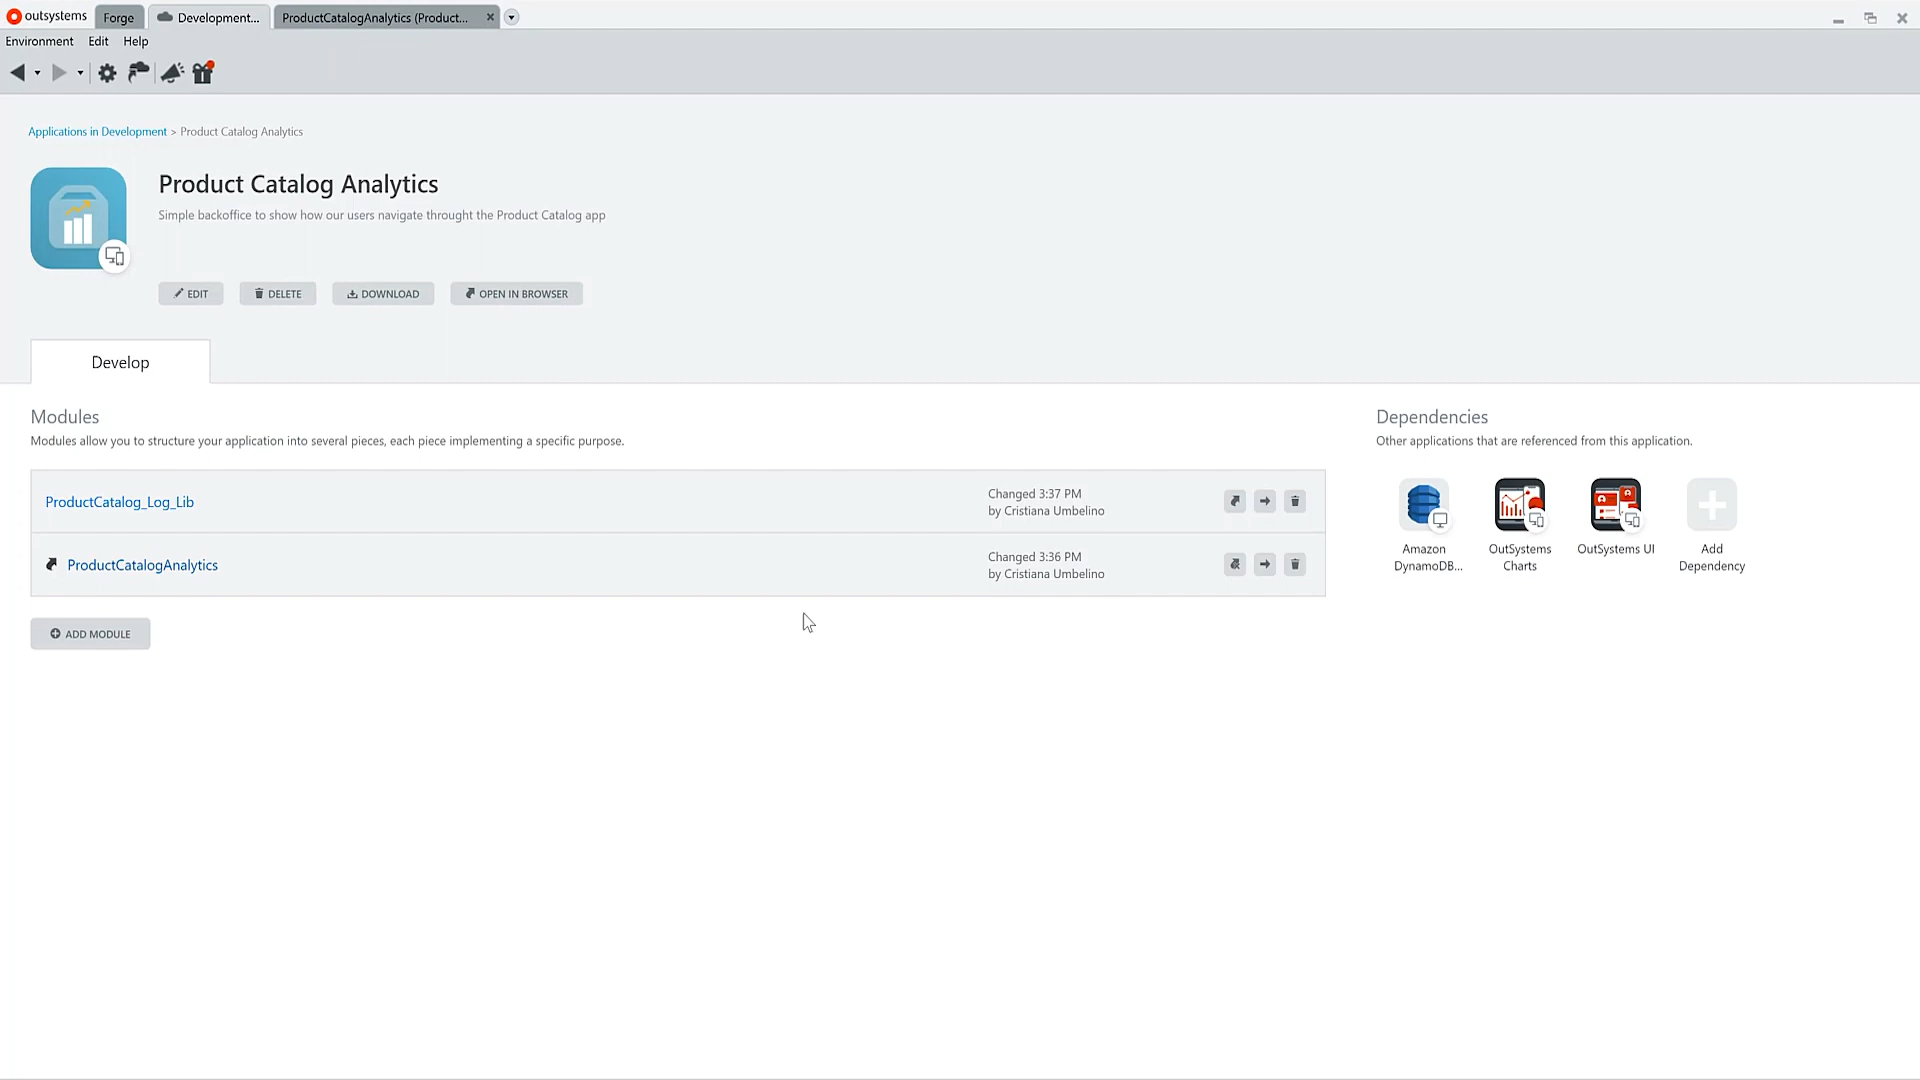 outsystems
Forge
Development...
ProductCatalogAnalytics (Product...
Environment Edit Help
Applications in Development > Product Catalog Analytics
Product Catalog Analytics
Simple backoffice to show how our users navigate throught the Product Catalog app
EDIT
DELETE
DOWNLOAD
OPEN IN BROWSER
Develop
Modules
Modules allow you to structure your application into several pieces, each piece implementing a specific purpose.
ProductCatalog_Log_Lib
Changed 3:37 PM
by Cristiana Umbelino
ProductCatalogAnalytics
Changed 3:36 PM
by Cristiana Umbelino
ADD MODULE
Dependencies
Other applications that are referenced from this application.
Amazon
DynamoDB...
OutSystems
Charts
OutSystems UI
Add
Dependency